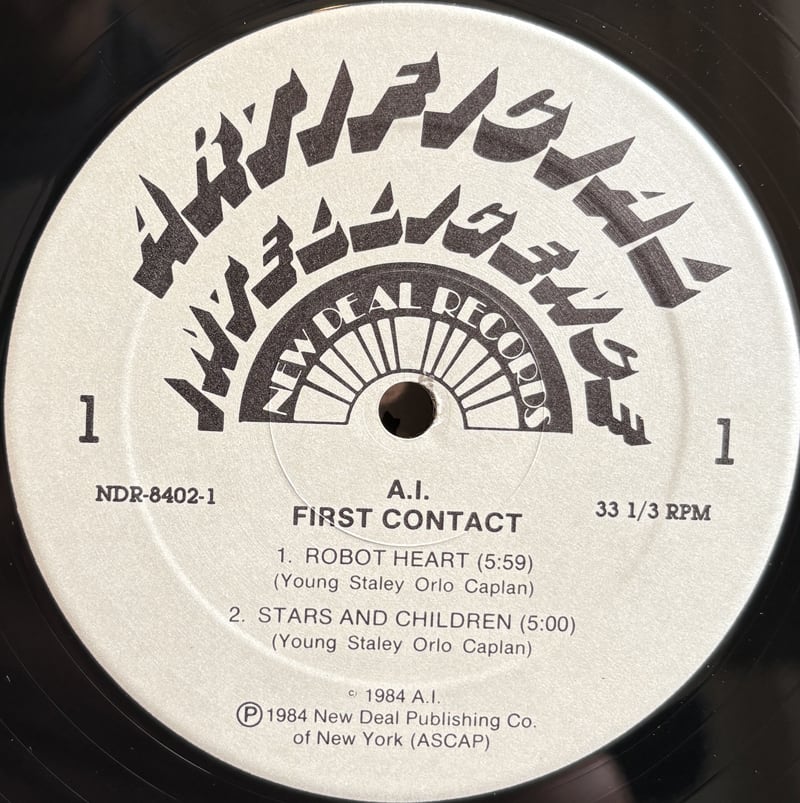 ARTIFICIAL
INTELLIGENCE
NEW DEAL RECORDS
1
1
NDR-8402-1
33 1/3 RPM
A.I.
FIRST CONTACT
1. ROBOT HEART (5:59)
(Young Staley Orlo Caplan)
2. STARS AND CHILDREN (5:00)
(Young Staley Orlo Caplan)
© 1984 A.I.
℗ 1984 New Deal Publishing Co.
of New York (ASCAP)